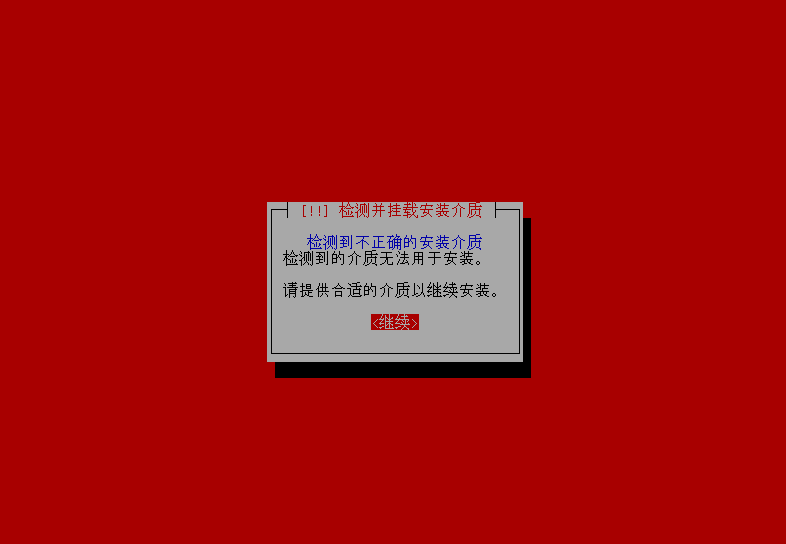 [!!] 检测并挂载安装介质
检测到不正确的安装介质
检测到的介质无法用于安装。
请提供合适的介质以继续安装。
<继续>